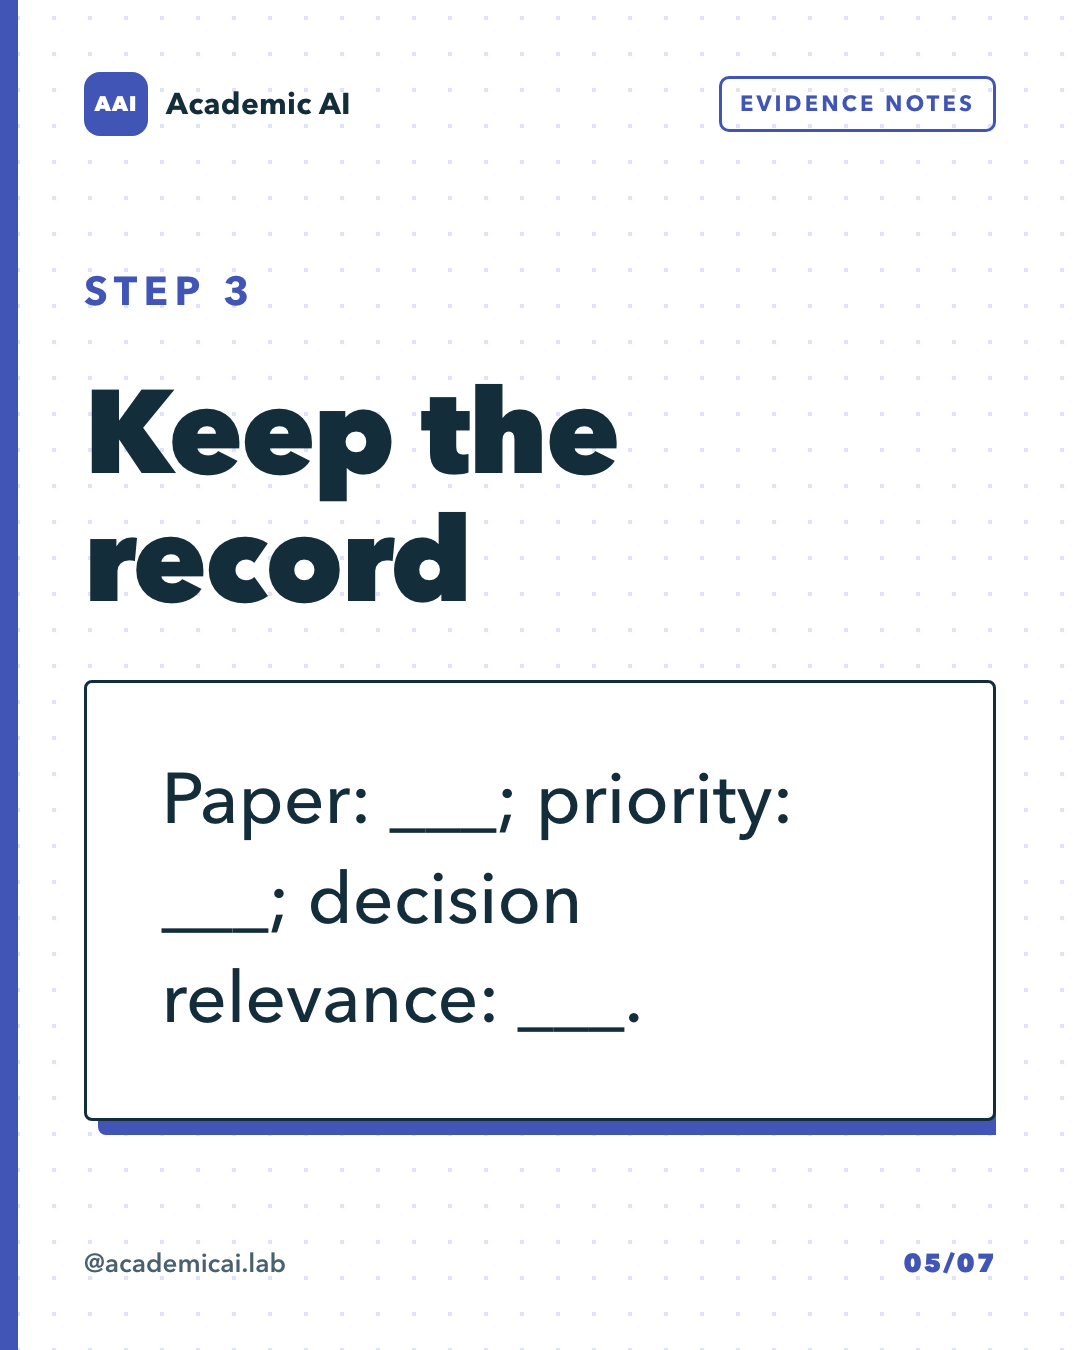 AAI Academic AI
EVIDENCE NOTES
STEP 3
Keep the
record
Paper: ___; priority:
___; decision
relevance: ___.
@academicai.lab
05/07